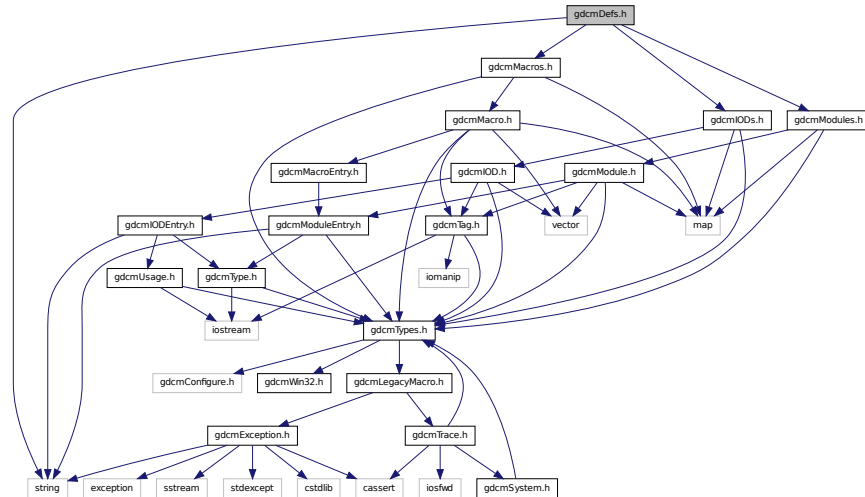 gdcmDefs.h
gdcmMacros.h
gdcmMacro.h
gdcmIODs.h
gdcmModules.h
gdcmMacroEntry.h
gdcmIOD.h
gdcmModule.h
gdcmIODEntry.h
gdcmModuleEntry.h
gdcmTag.h
vector
map
gdcmUsage.h
gdcmType.h
iomanip
iostream
gdcmTypes.h
gdcmConfigure.h
gdcmWin32.h
gdcmLegacyMacro.h
gdcmException.h
gdcmTrace.h
string
exception
sstream
stdexcept
cstdlib
cassert
iosfwd
gdcmSystem.h